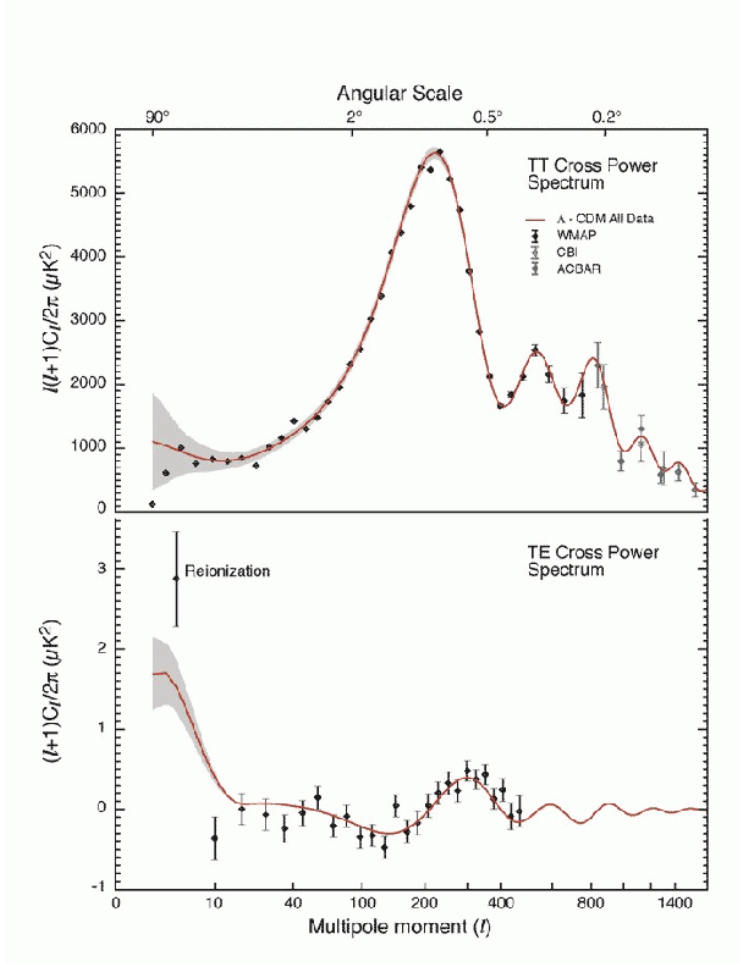 Angular Scale
90° 2° 0.5° 0.2°
6000
5000
4000
3000
2000
1000
0
l(l+1)Cl/2π (μK²)
TT Cross Power
Spectrum
Λ - CDM All Data
WMAP
CBI
ACBAR
3
2
1
0
-1
(l+1)Cl/2π (μK²)
Reionization
TE Cross Power
Spectrum
0 10 40 100 200 400 800 1400
Multipole moment (l)